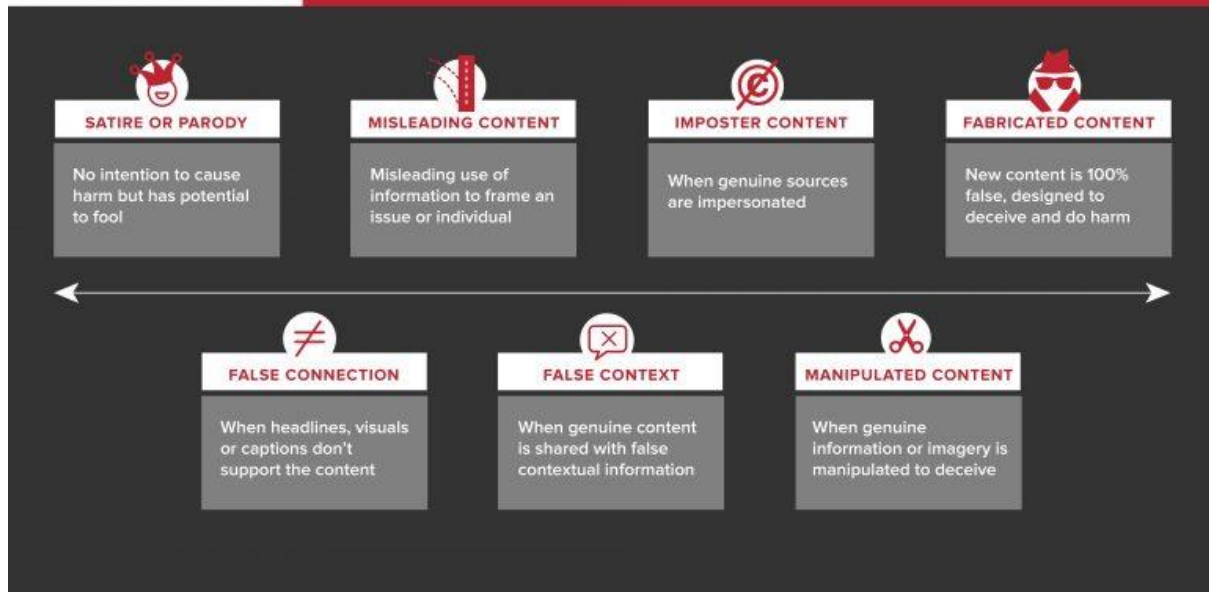 SATIRE OR PARODY
No intention to cause
harm but has potential
to fool
MISLEADING CONTENT
Misleading use of
information to frame an
issue or individual
IMPOSTER CONTENT
When genuine sources
are impersonated
FABRICATED CONTENT
New content is 100%
false, designed to
deceive and do harm
FALSE CONNECTION
When headlines, visuals
or captions don’t
support the content
FALSE CONTEXT
When genuine content
is shared with false
contextual information
MANIPULATED CONTENT
When genuine
information or imagery is
manipulated to deceive